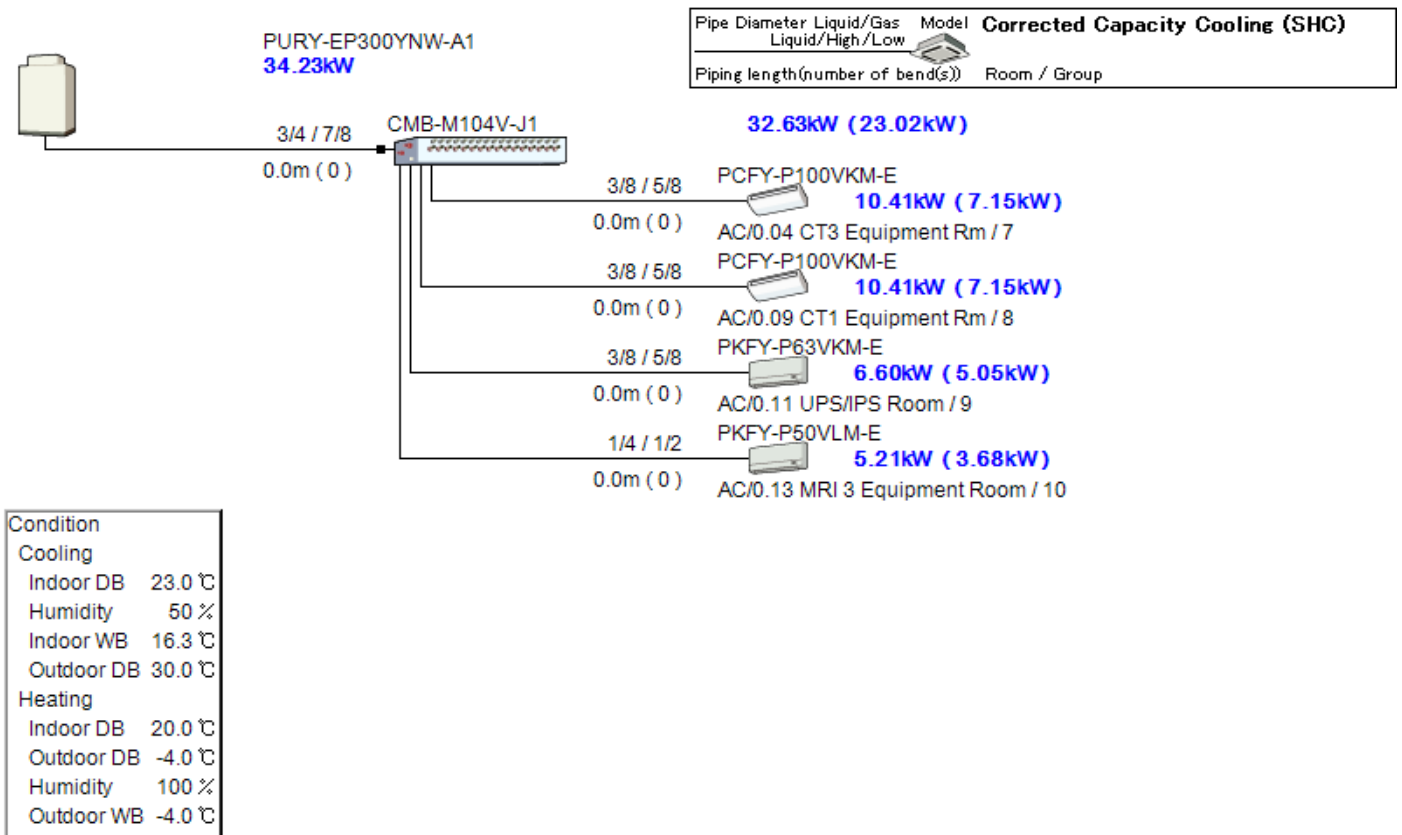 Pipe Diameter Liquid/Gas Model Corrected Capacity Cooling (SHC)
Liquid/High/Low
Piping length(number of bend(s)) Room / Group
PURY-EP300YNW-A1
34.23kW
3/4 / 7/8
0.0m ( 0 )
CMB-M104V-J1
32.63kW (23.02kW)
3/8 / 5/8
0.0m ( 0 )
PCFY-P100VKM-E
10.41kW (7.15kW)
AC/0.04 CT3 Equipment Rm / 7
3/8 / 5/8
0.0m ( 0 )
PCFY-P100VKM-E
10.41kW (7.15kW)
AC/0.09 CT1 Equipment Rm / 8
3/8 / 5/8
0.0m ( 0 )
PKFY-P63VKM-E
6.60kW (5.05kW)
AC/0.11 UPS/IPS Room / 9
1/4 / 1/2
0.0m ( 0 )
PKFY-P50VLM-E
5.21kW (3.68kW)
AC/0.13 MRI 3 Equipment Room / 10
Condition
Cooling
Indoor DB 23.0 ℃
Humidity 50 %
Indoor WB 16.3 ℃
Outdoor DB 30.0 ℃
Heating
Indoor DB 20.0 ℃
Outdoor DB -4.0 ℃
Humidity 100 %
Outdoor WB -4.0 ℃